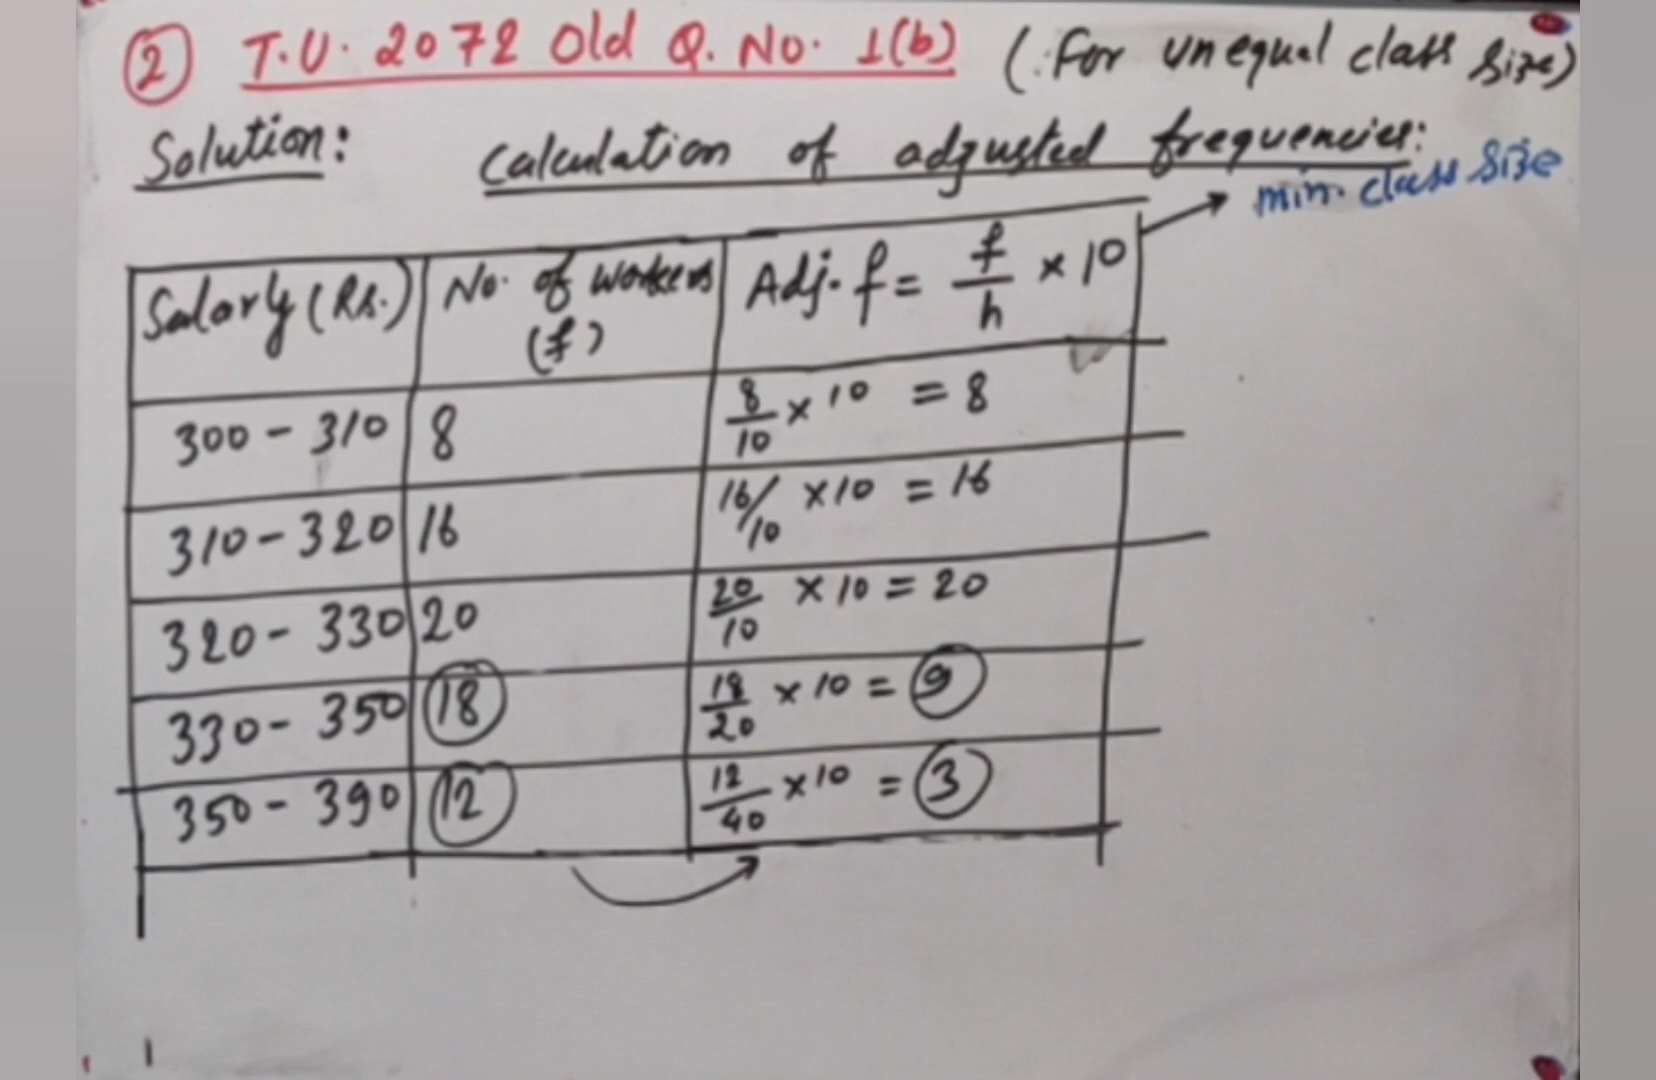 ② T.U. 2072 Old Q. No. 1(b) (For unequal class size)
Solution: Calculation of adjusted frequencies:
min. class size
Salary (Rs.) No. of workers (f) Adj. f = f/h × 10
300 - 310 8 8/10 × 10 = 8
310 - 320 16 16/10 × 10 = 16
320 - 330 20 20/10 × 10 = 20
330 - 350 18 18/20 × 10 = 9
350 - 390 12 12/40 × 10 = 3